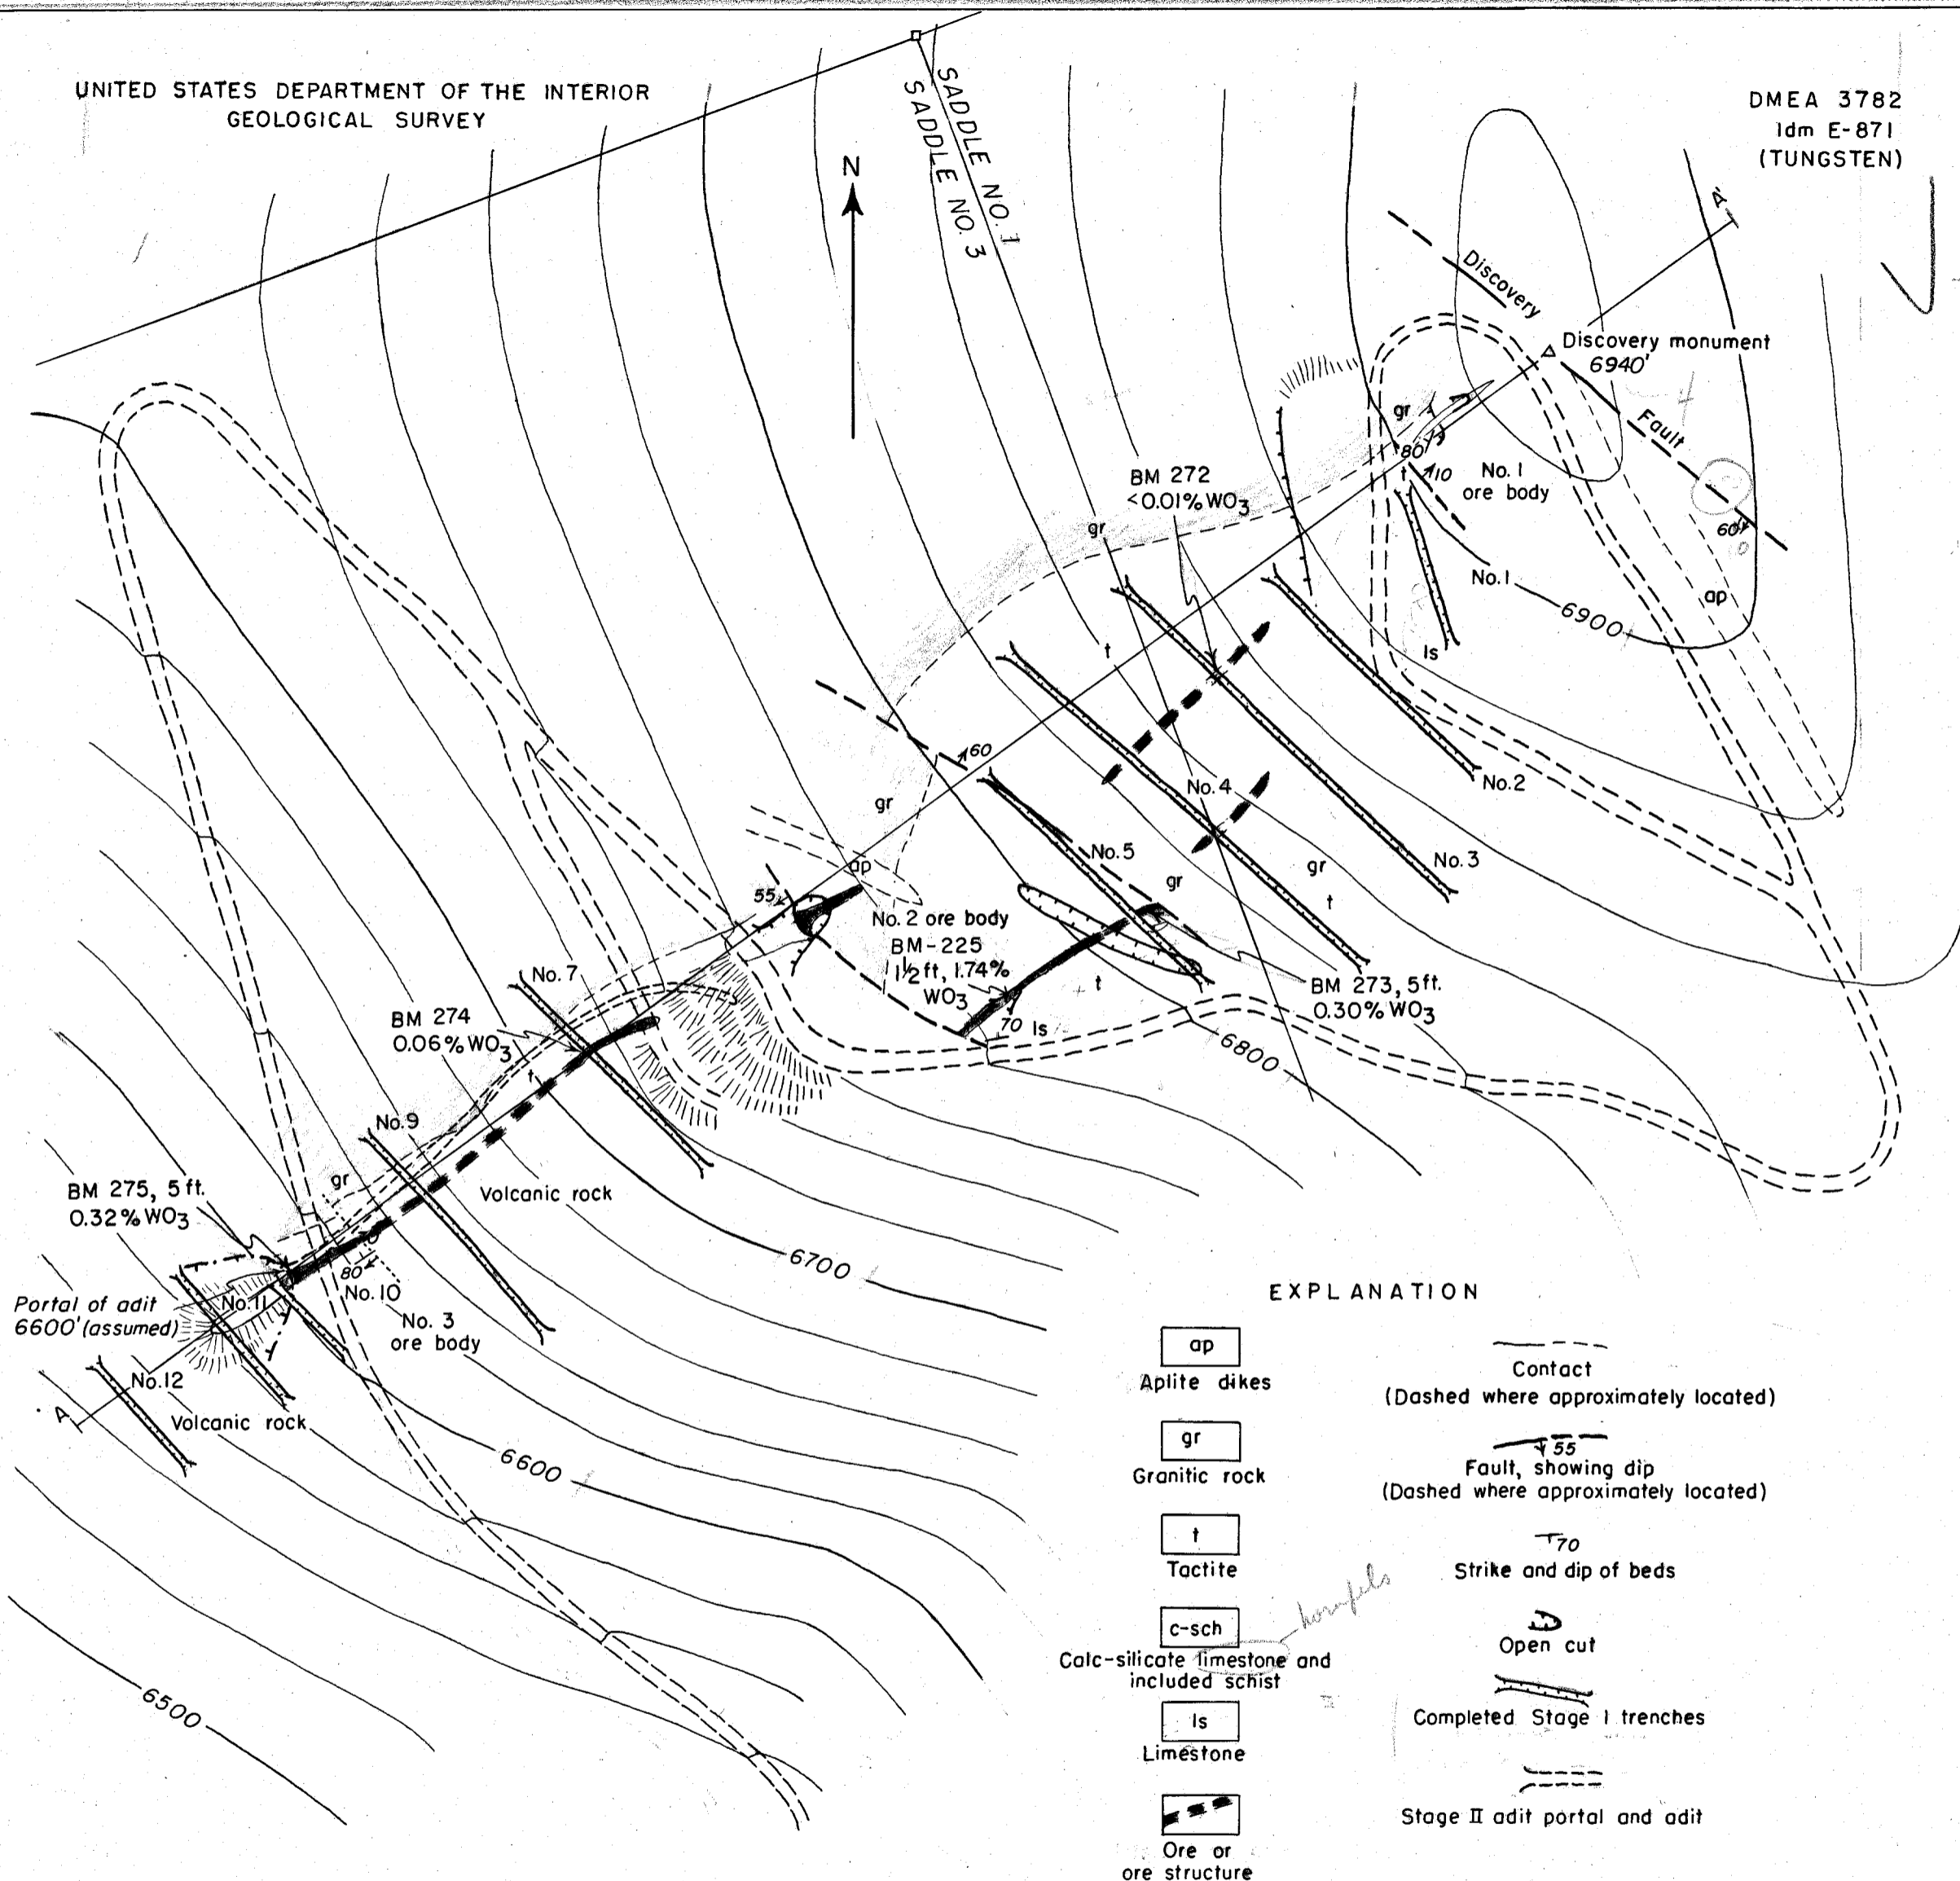 UNITED STATES DEPARTMENT OF THE INTERIOR
GEOLOGICAL SURVEY
DMEA 3782
Idm E-871
(TUNGSTEN)
N
SADDLE NO. 1
SADDLE NO. 3
A'
Discovery
Discovery monument
6940'
Fault
gr
80
10
No. 1
ore body
60
BM 272
<0.01% WO3
gr
No. 1
6900
ap
ls
t
60
No. 2
No. 4
gr
No. 5
No. 3
gr
gr
ap
t
55
No. 2 ore body
BM-225
1½ ft, 1.74%
WO3
t
No. 7
BM 273, 5 ft.
0.30% WO3
70 ls
BM 274
0.06% WO3
t
6800
No. 9
gr
Volcanic rock
BM 275, 5 ft.
0.32% WO3
6700
80
No. 10
No. 11
Portal of adit
6600' (assumed)
No. 3
ore body
No. 12
A
Volcanic rock
6600
6500
EXPLANATION
ap
Aplite dikes
gr
Granitic rock
t
Tactite
c-sch
hornfels
Calc-silicate limestone and
included schist
ls
Limestone
Ore or
ore structure
Contact
(Dashed where approximately located)
55
Fault, showing dip
(Dashed where approximately located)
70
Strike and dip of beds
Open cut
Completed Stage I trenches
Stage II adit portal and adit